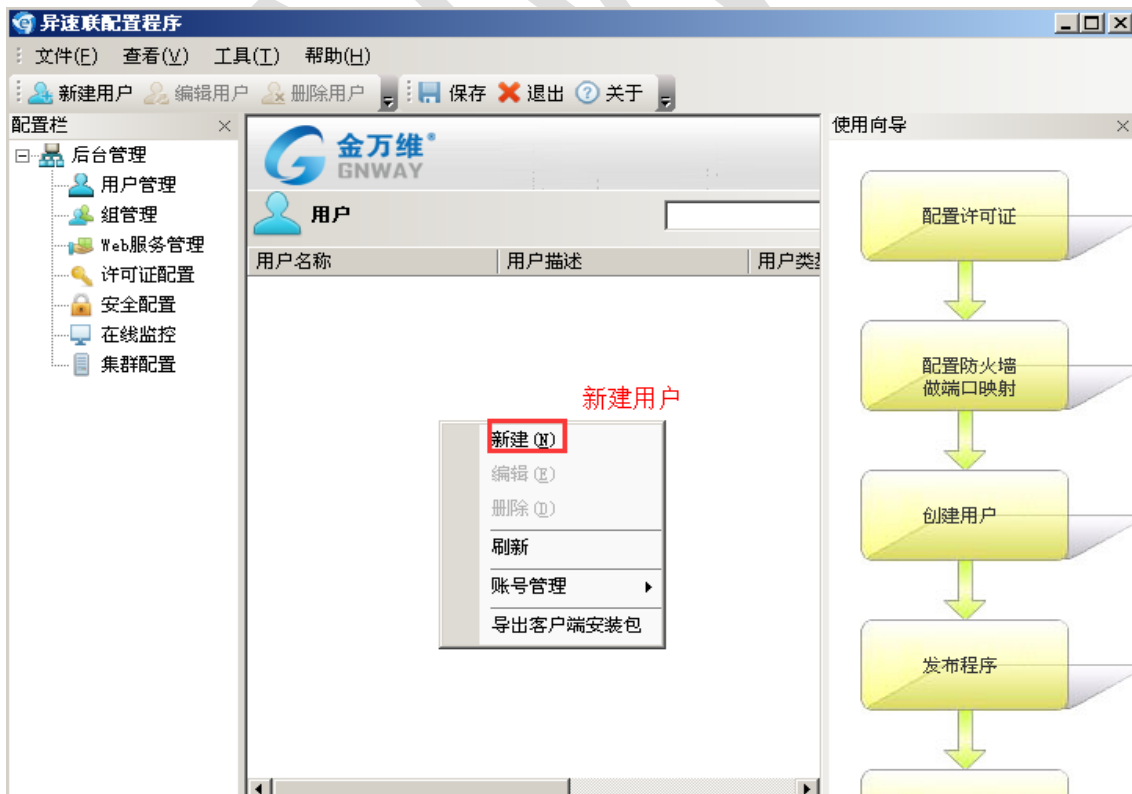 异速联配置程序
文件(F) 查看(V) 工具(T) 帮助(H)
新建用户 编辑用户 删除用户 保存 退出 关于
配置栏
后台管理
用户管理
组管理
Web服务管理
许可证配置
安全配置
在线监控
集群配置
金万维®
GNWAY
用户
用户名称 用户描述 用户类型
新建用户
新建(N)
编辑(E)
删除(D)
刷新
账号管理
导出客户端安装包
使用向导
配置许可证
配置防火墙
做端口映射
创建用户
发布程序